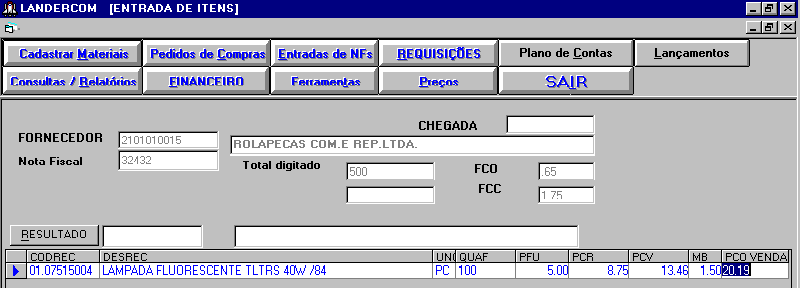 LANDERCOM [ENTRADA DE ITENS]
Cadastrar Materiais Pedidos de Compras Entradas de NFs REQUISIÇÕES Plano de Contas Lançamentos
Consultas / Relatórios FINANCEIRO Ferramentas Preços SAIR
CHEGADA
FORNECEDOR 2101010015 ROLAPECAS COM.E REP.LTDA.
Nota Fiscal 32432 Total digitado 500 FCO .65
FCC 1.75
RESULTADO
CODREC DESREC UNI QUAF PFU PCR PCV MB PCO VENDA
01.07515004 LAMPADA FLUORESCENTE TLTRS 40W /84 PC 100 5.00 8.75 13.46 1.50 20.19